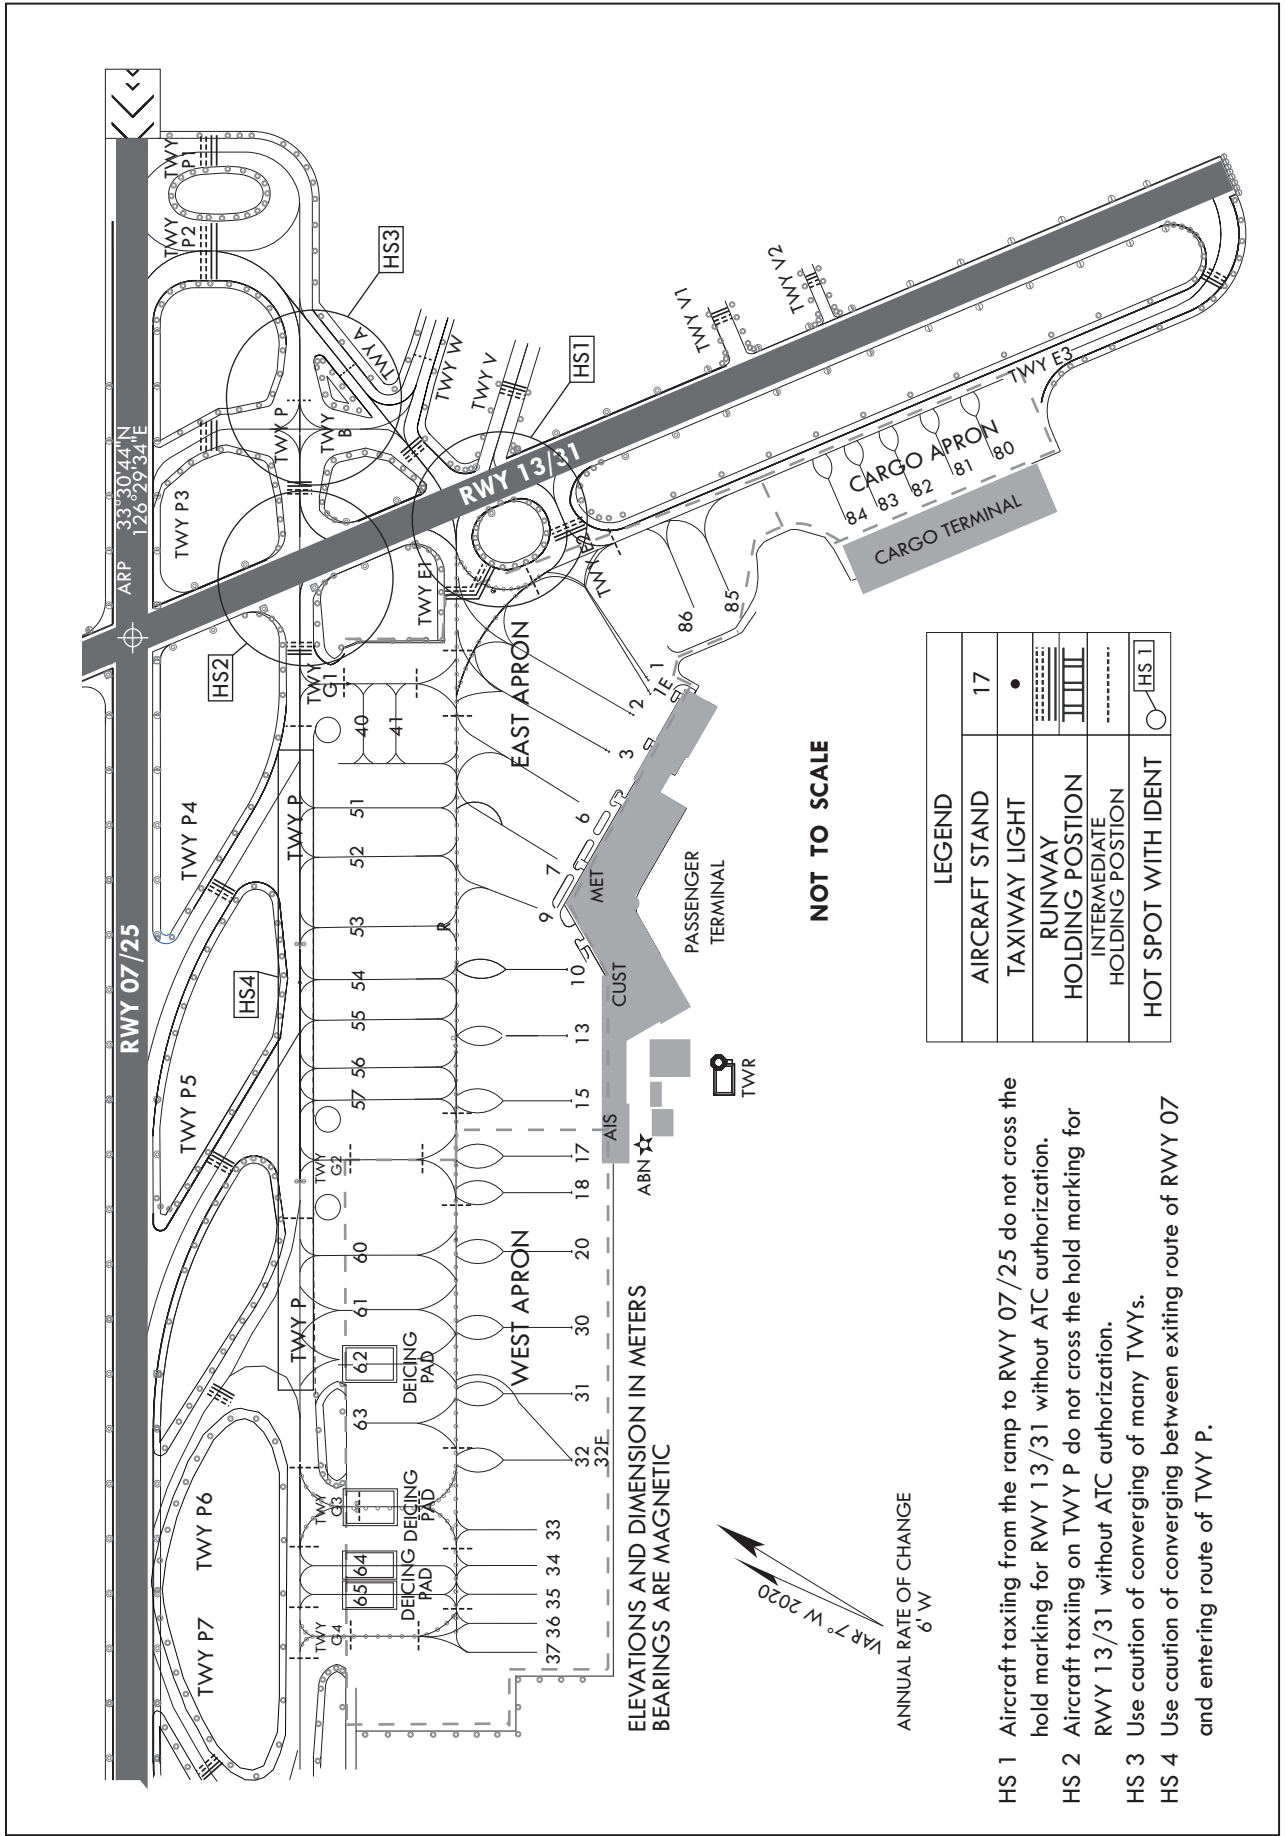 RWY 07/25
RWY 13/31
ARP 33°30'44"N
126°29'34"E
TWY P7
TWY P6
TWY P5
TWY P4
TWY P3
TWY
P2
TWY
P1
HS4
HS2
HS3
HS1
TWY P
TWY P
TWY P
TWY
B
TWY A
TWY W
TWY V
TWY V1
TWY V2
TWY E1
TWY E2
TWY E3
TWY
G4
TWY
G3
TWY
G2
TWY
G1
65
64
63
62
61
60
57
56
55
54
53
52
51
41
40
DEICING
PAD
DEICING
PAD
DEICING
PAD
R
WEST APRON
EAST APRON
37
36
35
34
33
32
32F
31
30
20
18
17
15
13
10
9
7
6
3
2
1E
1
86
85
84
83
82
81
80
CARGO APRON
CARGO TERMINAL
AIS
CUST
MET
PASSENGER
TERMINAL
ABN
TWR
ELEVATIONS AND DIMENSION IN METERS
BEARINGS ARE MAGNETIC
NOT TO SCALE
VAR 7° W 2020
ANNUAL RATE OF CHANGE
6' W
LEGEND
AIRCRAFT STAND 17
TAXIWAY LIGHT
RUNWAY
HOLDING POSTION
INTERMEDIATE
HOLDING POSTION
HOT SPOT WITH IDENT HS 1
HS 1 Aircraft taxiing from the ramp to RWY 07/25 do not cross the
hold marking for RWY 13/31 without ATC authorization.
HS 2 Aircraft taxiing on TWY P do not cross the hold marking for
RWY 13/31 without ATC authorization.
HS 3 Use caution of converging of many TWYs.
HS 4 Use caution of converging between exiting route of RWY 07
and entering route of TWY P.